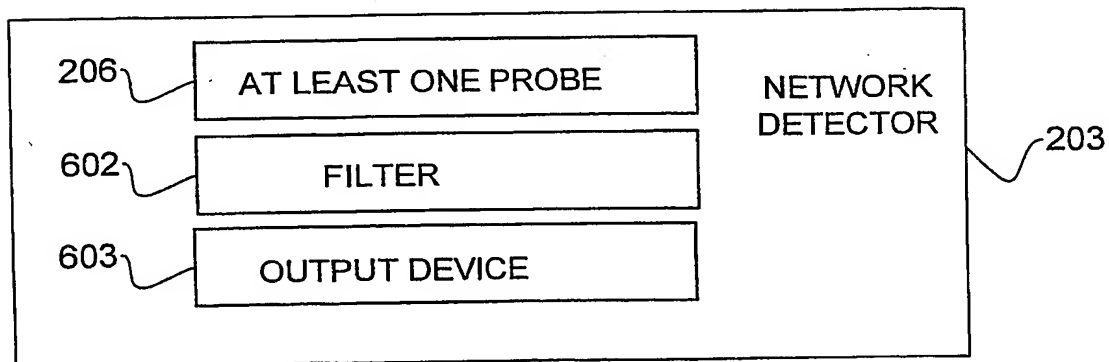 206
AT LEAST ONE PROBE
NETWORK
DETECTOR
203
602
FILTER
603
OUTPUT DEVICE